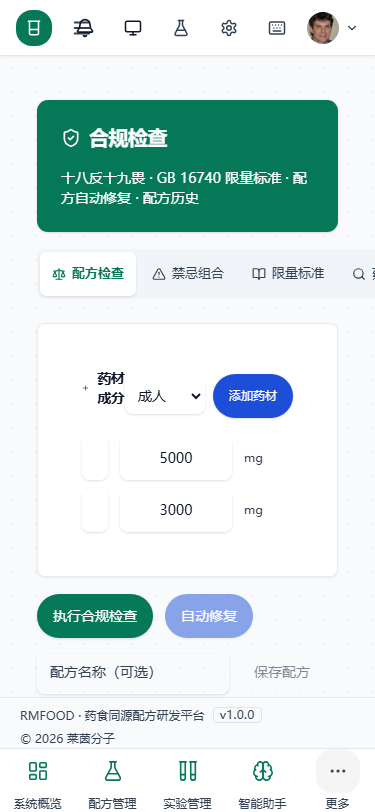 合规检查
十八反十九畏 · GB 16740 限量标准 · 配
方自动修复 · 配方历史
配方检查
禁忌组合
限量标准
药材
成分
成人
添加药材
5000
mg
3000
mg
执行合规检查
自动修复
配方名称（可选）
保存配方
RMFOOD · 药食同源配方研发平台
v1.0.0
© 2026 莱茵分子
系统概览
配方管理
实验管理
智能助手
更多